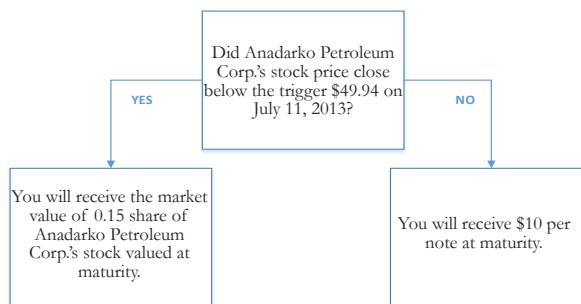 Did Anadarko Petroleum
Corp.'s stock price close
below the trigger $49.94 on
July 11, 2013?
YES
NO
You will receive the market
value of 0.15 share of
Anadarko Petroleum
Corp.'s stock valued at
maturity.
You will receive $10 per
note at maturity.